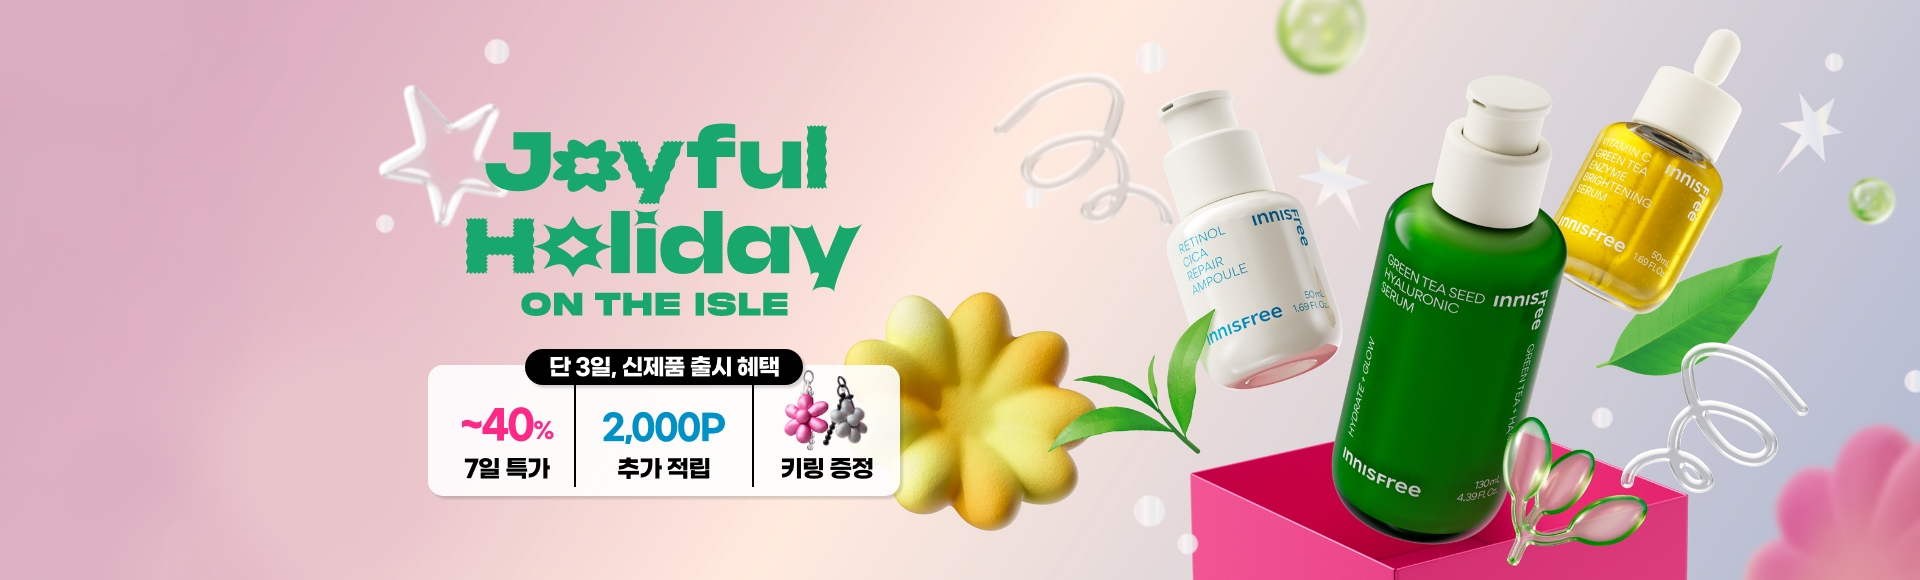 Joyful
Holiday
ON THE ISLE
단 3일, 신제품 출시 혜택
~40%
7일 특가
2,000P
추가 적립
키링 증정
INNISFree
RETINOL
CICA
REPAIR
AMPOULE
50mL
1.69 Fl.Oz.
INNISFree
GREEN TEA SEED
HYALURONIC
SERUM
INNISFree
HYDRATE + GLOW
GREEN TEA + HA
INNISFree
130mL
4.39 Fl.Oz.
VITAMIN C
GREEN TEA
ENZYME
BRIGHTENING
SERUM
INNISFree
INNISFree
50mL
1.69 Fl.Oz.